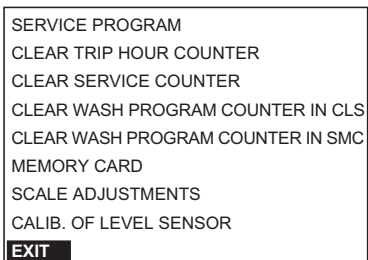 SERVICE PROGRAM
CLEAR TRIP HOUR COUNTER
CLEAR SERVICE COUNTER
CLEAR WASH PROGRAM COUNTER IN CLS
CLEAR WASH PROGRAM COUNTER IN SMC
MEMORY CARD
SCALE ADJUSTMENTS
CALIB. OF LEVEL SENSOR
EXIT